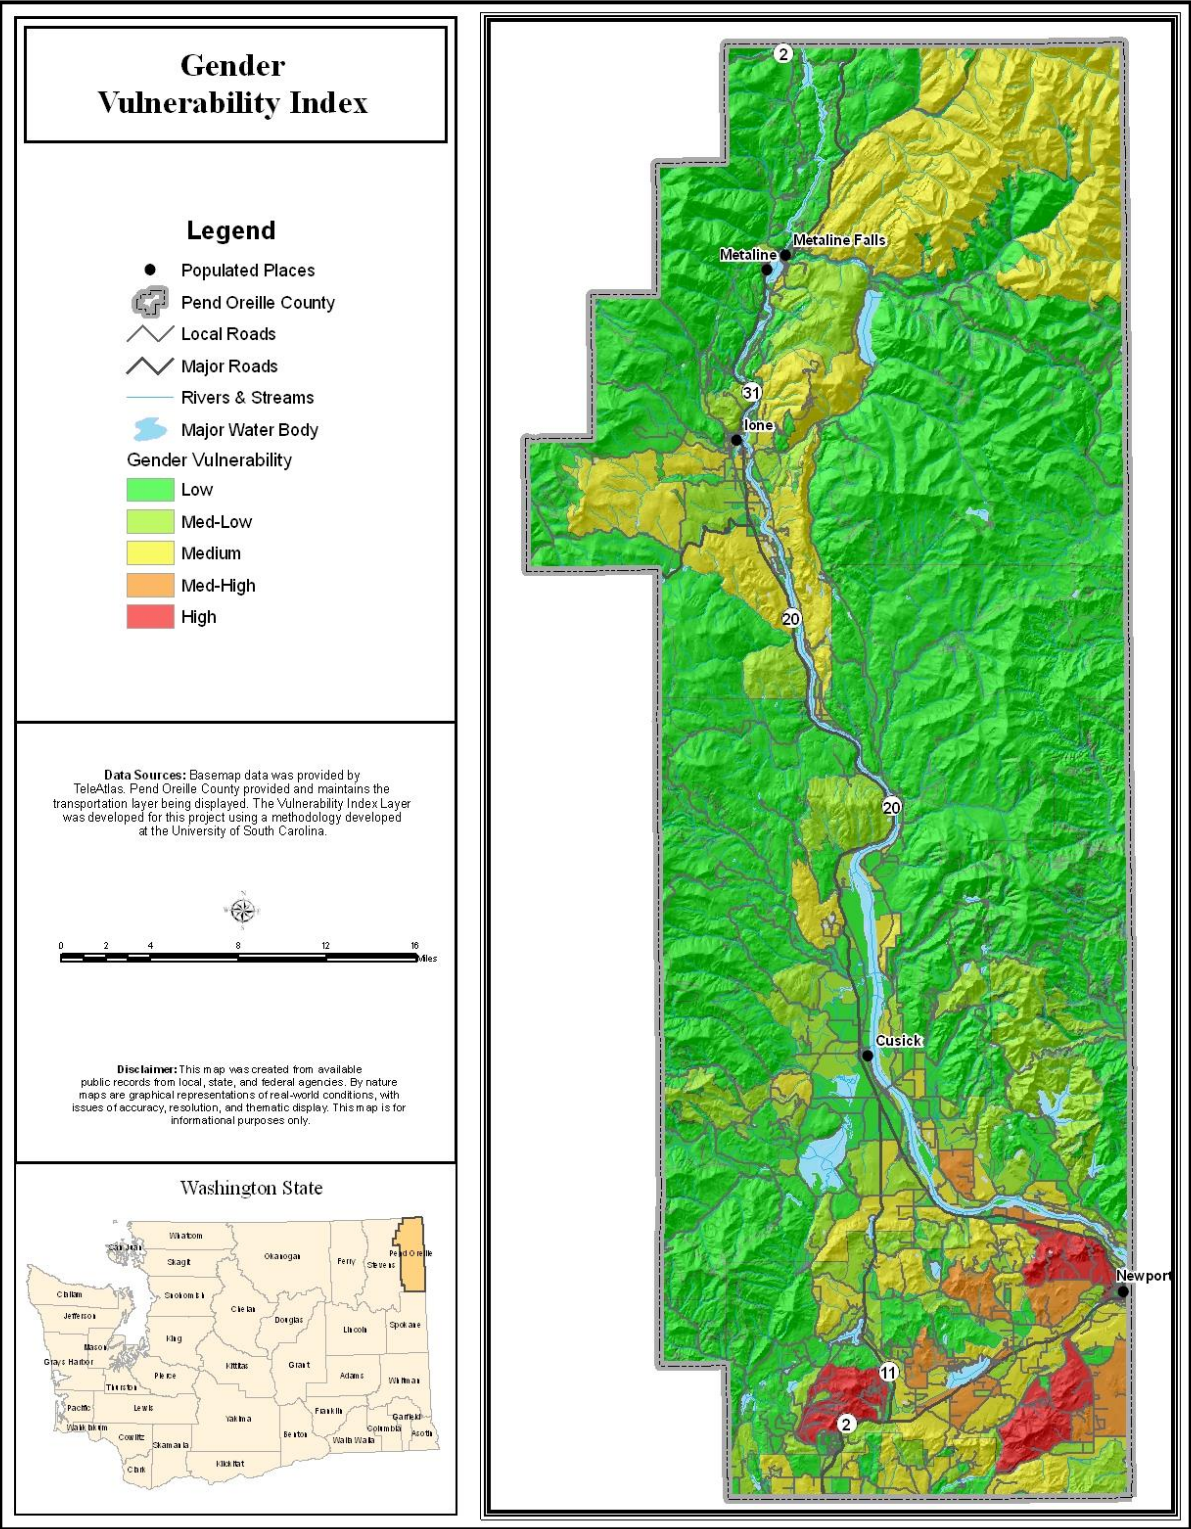 Gender
Vulnerability Index
Legend
Populated Places
Pend Oreille County
Local Roads
Major Roads
Rivers & Streams
Major Water Body
Gender Vulnerability
Low
Med-Low
Medium
Med-High
High
Data Sources: Basemap data was provided by
TeleAtlas. Pend Oreille County provided and maintains the
transportation layer being displayed. The Vulnerability Index Layer
was developed for this project using a methodology developed
at the University of South Carolina.
N
0 2 4 8 12 16
Miles
Disclaimer: This map was created from available
public records from local, state, and federal agencies. By nature
maps are graphical representations of real-world conditions, with
issues of accuracy, resolution, and thematic display. This map is for
informational purposes only.
Washington State
Whatcom
San Juan
Skagit
Okanogan
Ferry
Stevens
Pend Oreille
Clallam
Snohomish
Chelan
Jefferson
Douglas
Lincoln
Spokane
King
Mason
Grays Harbor
Kittitas
Grant
Adams
Whitman
Pierce
Thurston
Pacific
Lewis
Yakima
Franklin
Garfield
Wahkiakum
Columbia
Asotin
Cowlitz
Skamania
Benton
Walla Walla
Clark
Klickitat
2
Metaline Falls
Metaline
31
Ione
20
20
Cusick
Newport
11
2